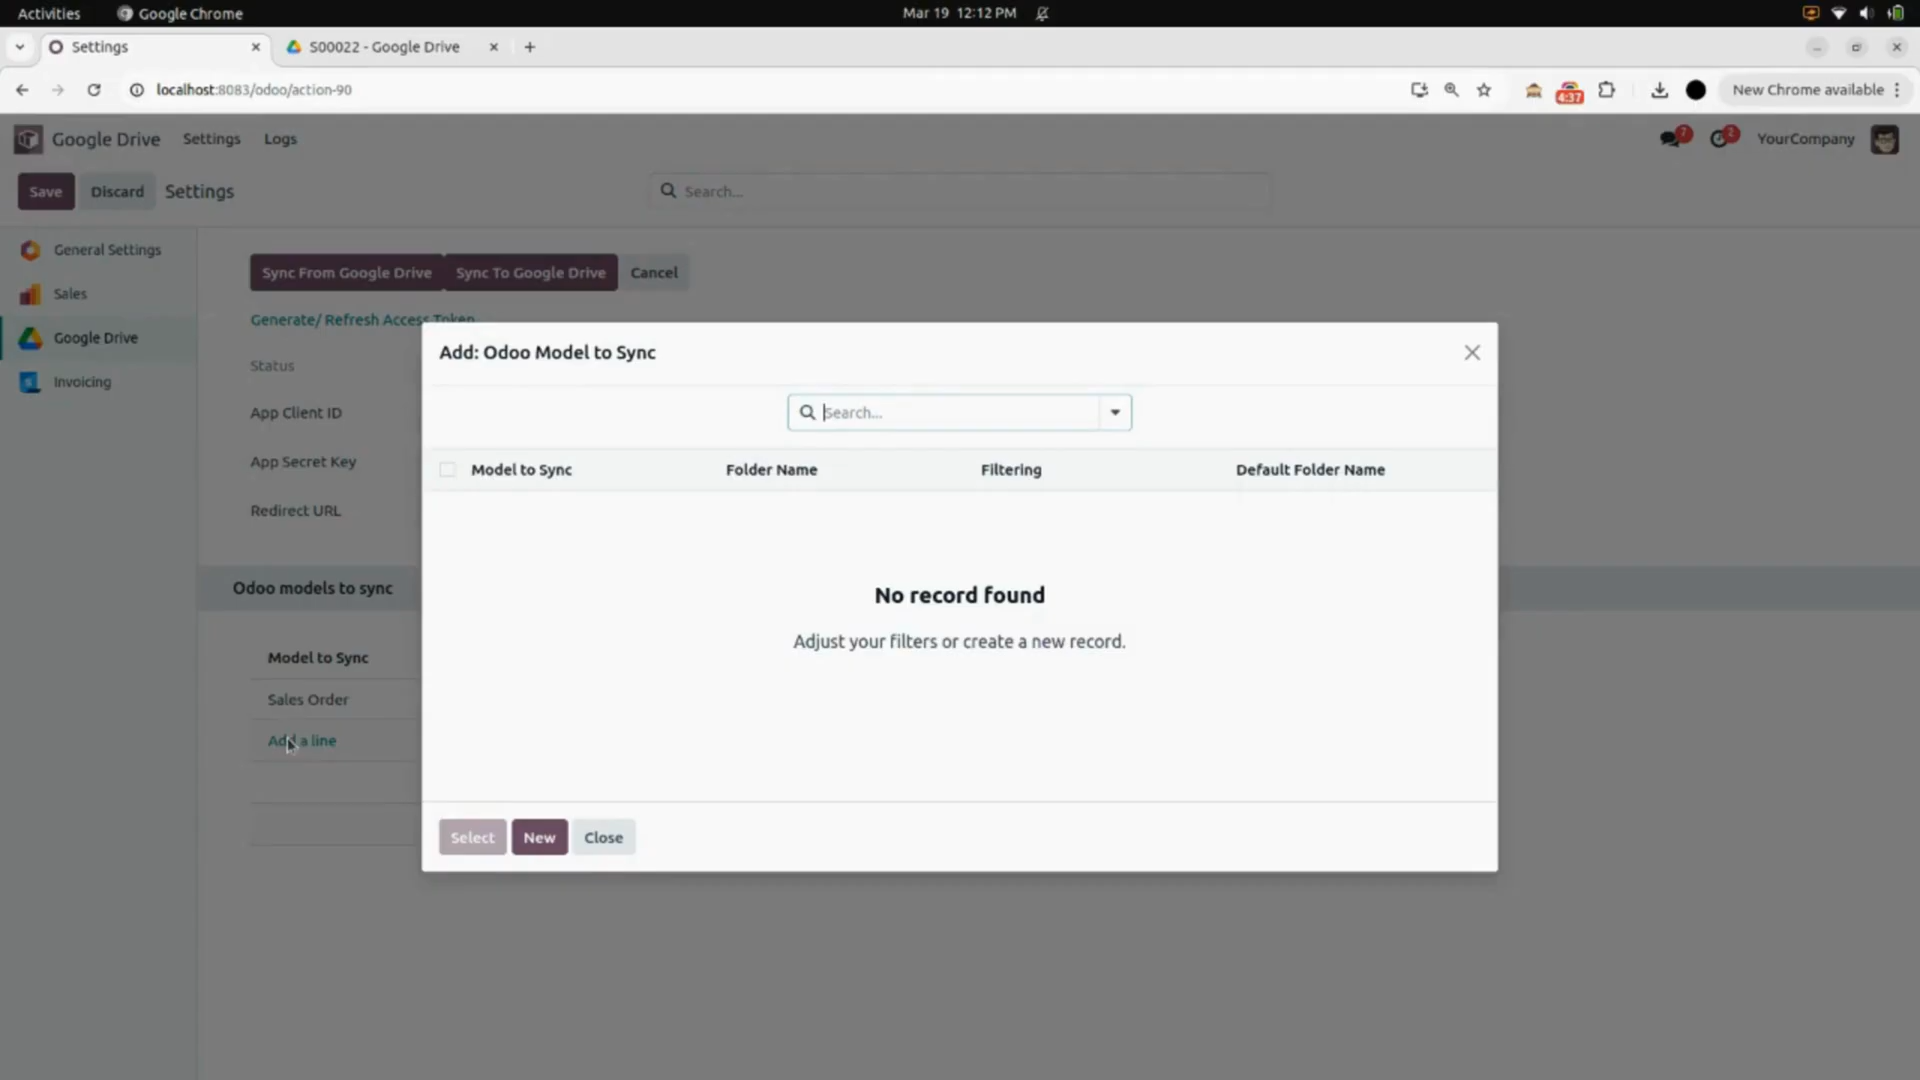 Activities
Google Chrome
Mar 19 12:12 PM
Settings
S00022 - Google Drive
localhost:8083/odoo/action-90
4:37
New Chrome available
Google Drive
Settings
Logs
7
2
YourCompany
Save
Discard
Settings
Search...
General Settings
Sales
Google Drive
Invoicing
Sync From Google Drive
Sync To Google Drive
Cancel
Generate/ Refresh Access Token
Status
App Client ID
App Secret Key
Redirect URL
Odoo models to sync
Model to Sync
Sales Order
Add a line
Add: Odoo Model to Sync
Search...
Model to Sync
Folder Name
Filtering
Default Folder Name
No record found
Adjust your filters or create a new record.
Select
New
Close